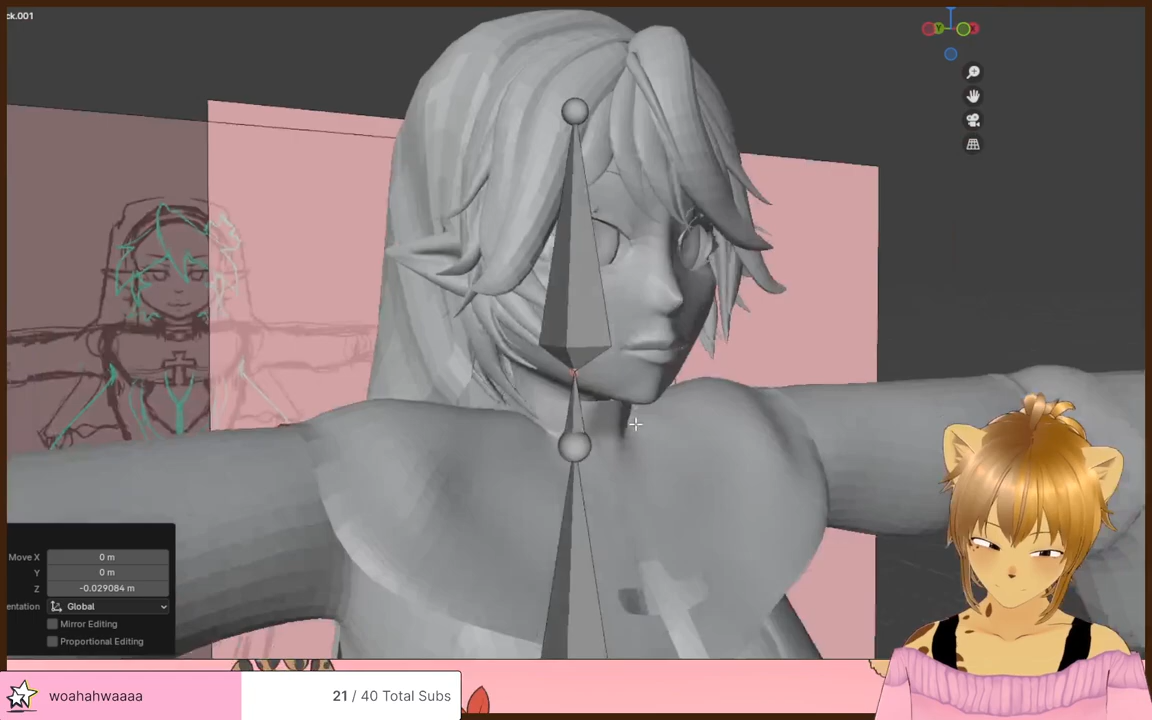 ck.001
Y
X
Move X
0 m
Y
0 m
Z
-0.029084 m
entation
Global
Mirror Editing
Proportional Editing
woahahwaaaa
21 / 40 Total Subs